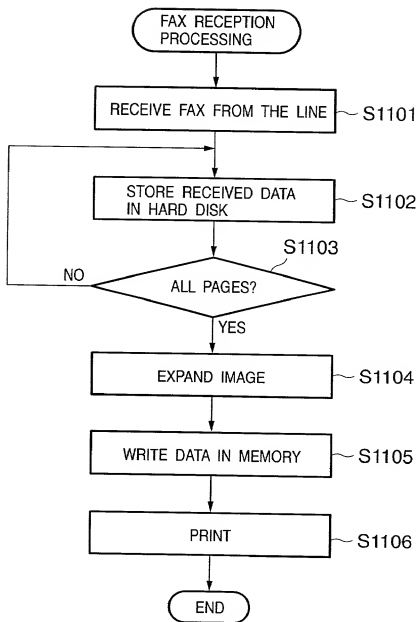 FAX RECEPTION
PROCESSING
RECEIVE FAX FROM THE LINE
S1101
STORE RECEIVED DATA
IN HARD DISK
S1102
S1103
ALL PAGES?
NO
YES
EXPAND IMAGE
S1104
WRITE DATA IN MEMORY
S1105
PRINT
S1106
END